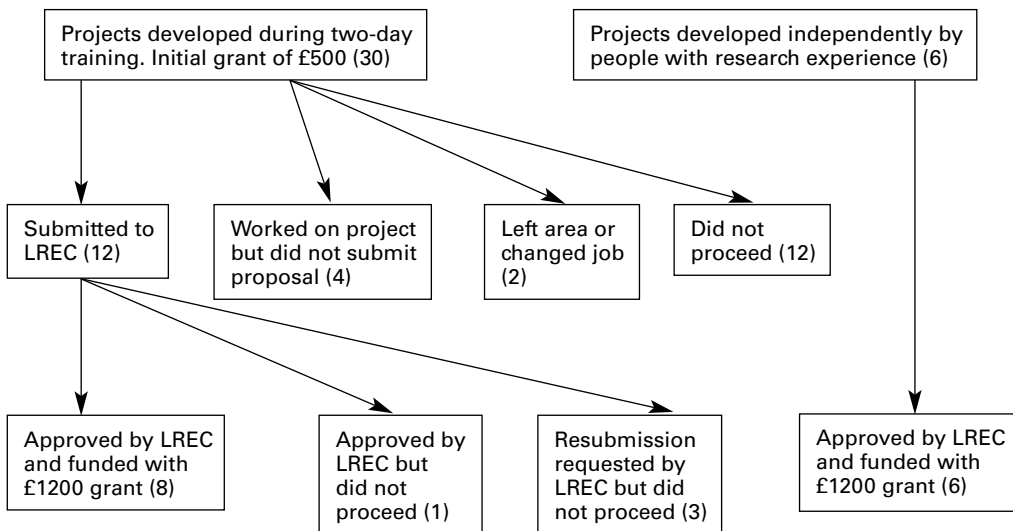 Projects developed during two-day
training. Initial grant of £500 (30)
Projects developed independently by
people with research experience (6)
Submitted to
LREC (12)
Worked on project
but did not submit
proposal (4)
Left area or
changed job
(2)
Did not
proceed (12)
Approved by LREC
and funded with
£1200 grant (8)
Approved by
LREC but
did not
proceed (1)
Resubmission
requested by
LREC but did
not proceed (3)
Approved by LREC
and funded with
£1200 grant (6)